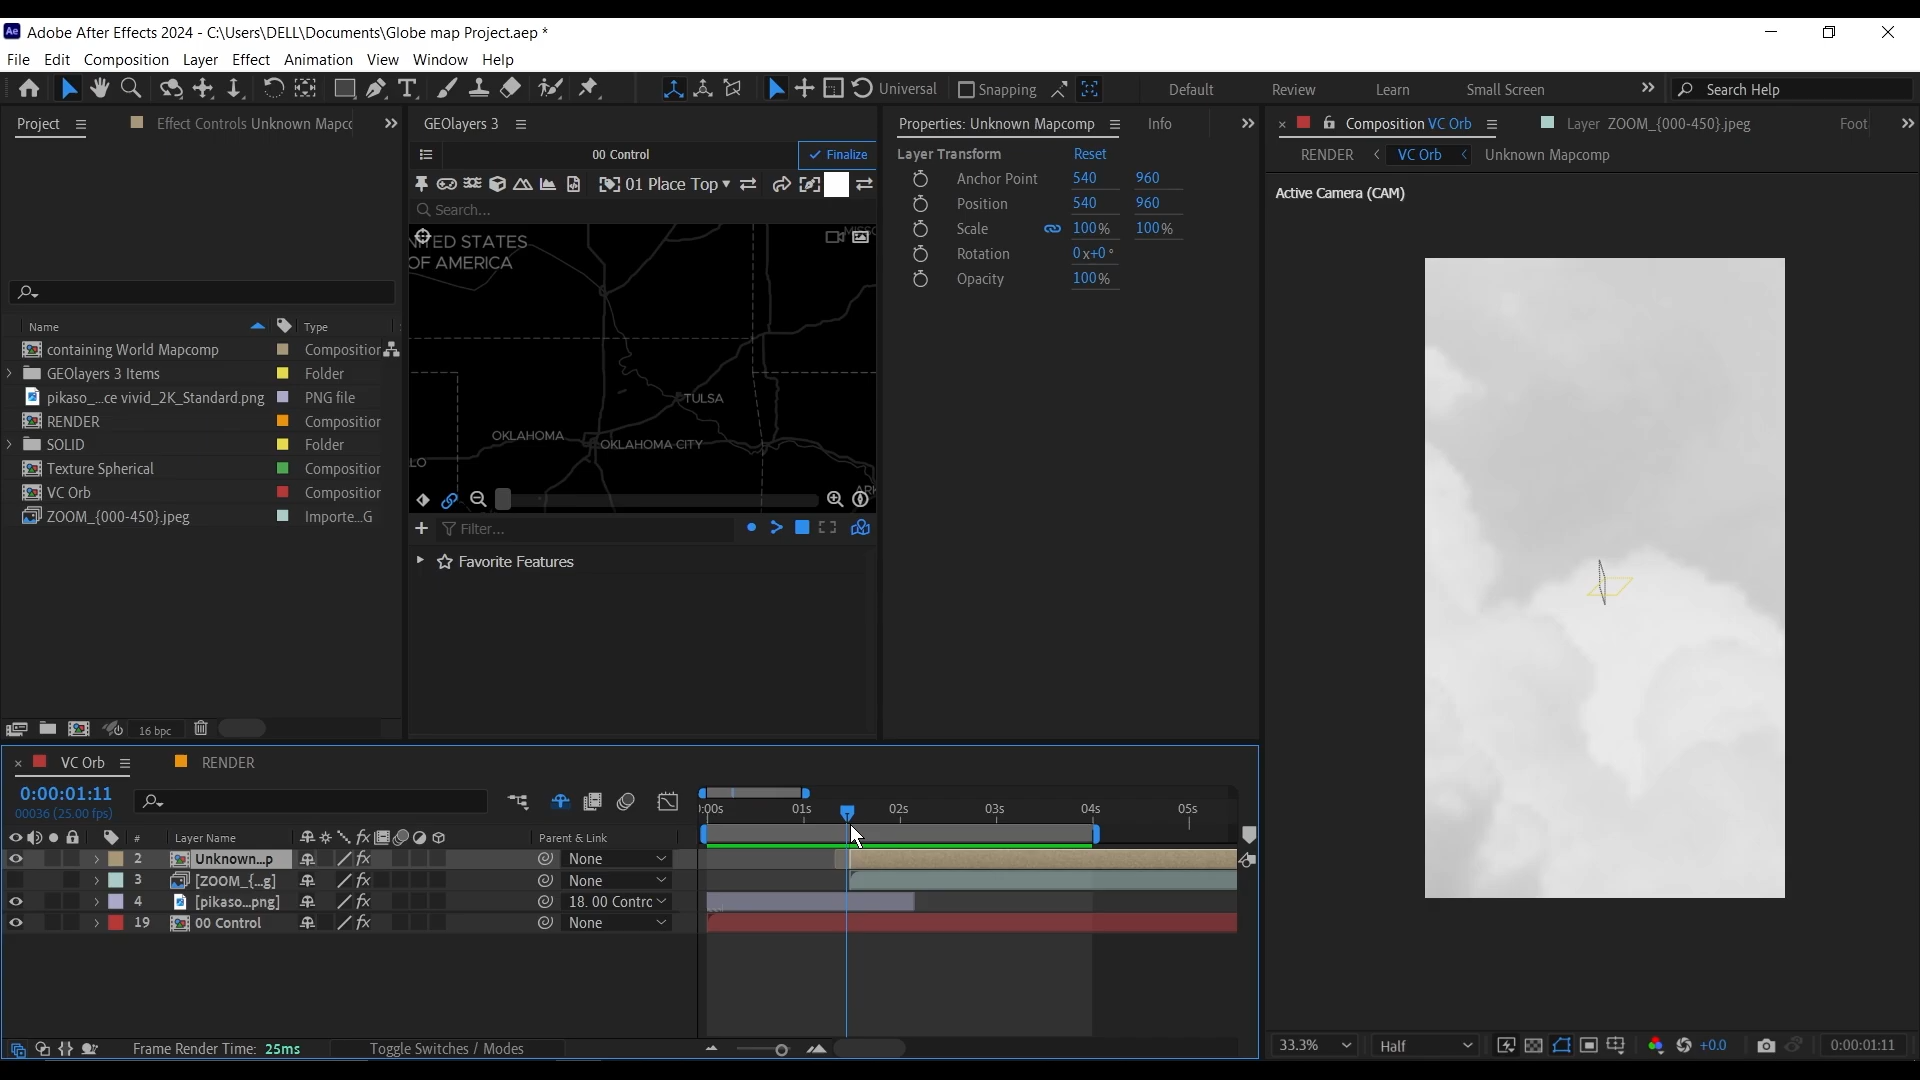 Adobe After Effects 2024 - C:\Users\DELL\Documents\Globe map Project.aep *
File Edit Composition Layer Effect Animation View Window Help
Universal Snapping Default Review Learn Small Screen Search Help
Project Effect Controls Unknown Mapco
Name Type
containing World Mapcomp Composition
GEOlayers 3 Items Folder
pikaso_...ce vivid_2K_Standard.png PNG file
RENDER Composition
SOLID Folder
Texture Spherical Composition
VC Orb Composition
ZOOM_{000-450}.jpeg Importe...G
16 bpc
GEOlayers 3
00 Control Finalize
01 Place Top
Search...
UNITED STATES
OF AMERICA
TULSA
OKLAHOMA OKLAHOMA CITY
Filter...
Favorite Features
Properties: Unknown Mapcomp Info
Layer Transform Reset
Anchor Point 540 960
Position 540 960
Scale 100% 100%
Rotation 0x+0°
Opacity 100%
Composition VC Orb Layer ZOOM_{000-450}.jpeg Foot
RENDER VC Orb Unknown Mapcomp
Active Camera (CAM)
33.3% Half +0.0 0:00:01:11
VC Orb RENDER
0:00:01:11
00036 (25.00 fps)
:00s 01s 02s 03s 04s 05s
# Layer Name Parent & Link
2 Unknown...p None
3 [ZOOM_{...g] None
4 [pikaso...png] 18. 00 Contrc
19 00 Control None
Frame Render Time: 25ms Toggle Switches / Modes